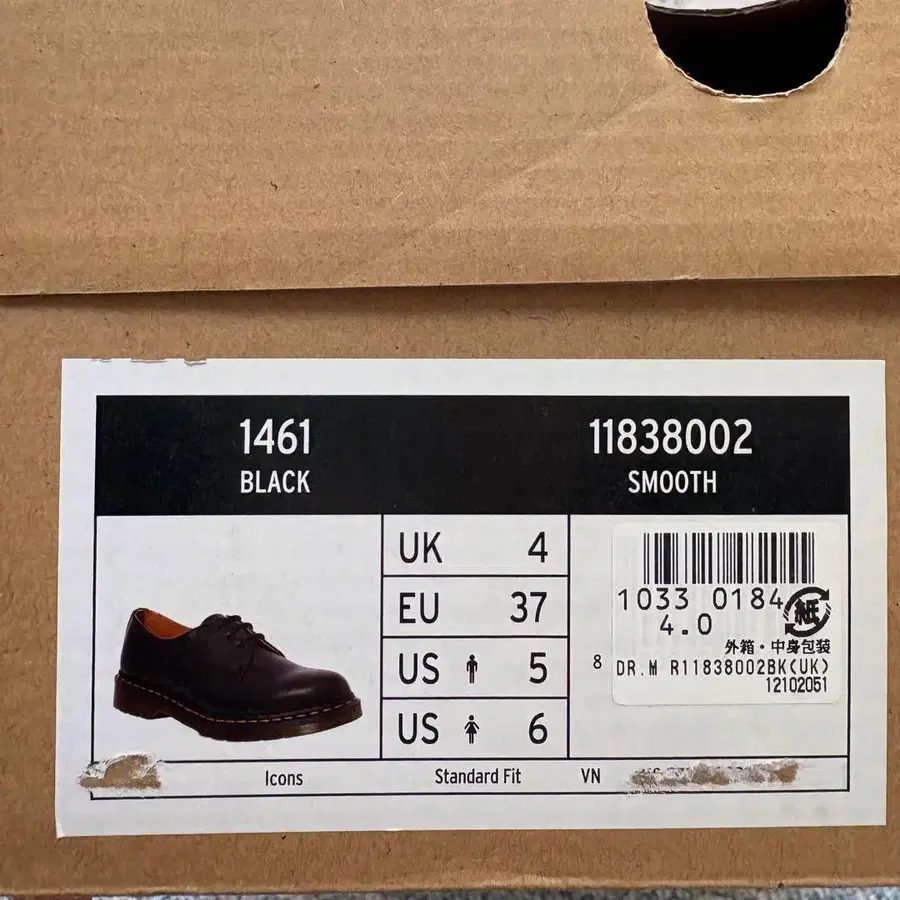 1461
BLACK
11838002
SMOOTH
UK 4
EU 37
US 5
US 6
8
1033 0184
4.0
紙
外箱・中身包装
DR.M R11838002BK(UK)
12102051
Icons
Standard Fit
VN